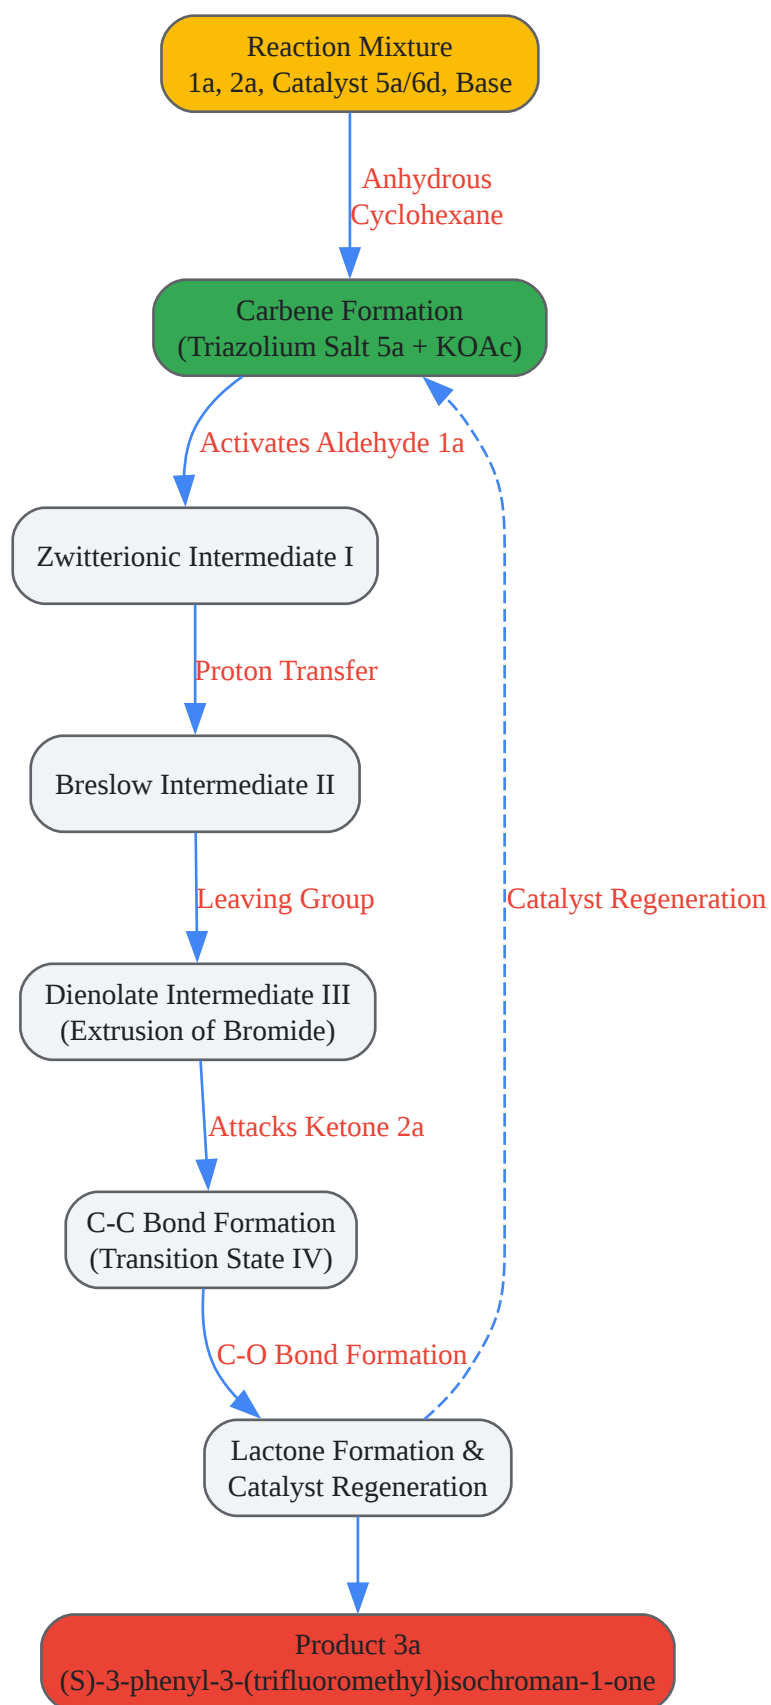 Reaction Mixture
1a, 2a, Catalyst 5a/6d, Base
Anhydrous
Cyclohexane
Carbene Formation
(Triazolium Salt 5a + KOAc)
Activates Aldehyde 1a
Zwitterionic Intermediate I
Proton Transfer
Breslow Intermediate II
Leaving Group
Catalyst Regeneration
Dienolate Intermediate III
(Extrusion of Bromide)
Attacks Ketone 2a
C-C Bond Formation
(Transition State IV)
C-O Bond Formation
Lactone Formation &
Catalyst Regeneration
Product 3a
(S)-3-phenyl-3-(trifluoromethyl)isochroman-1-one